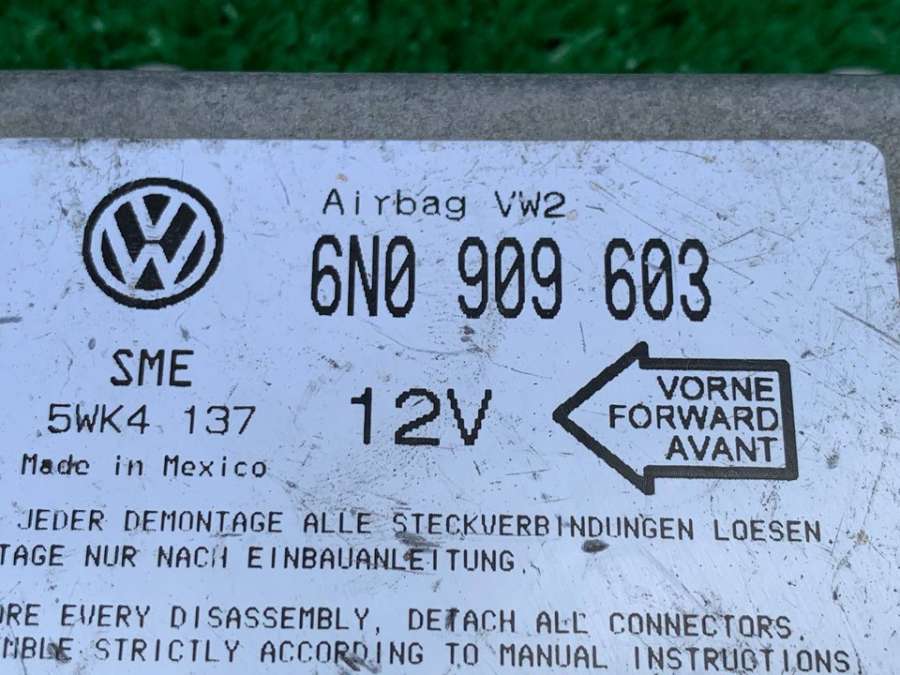 Airbag VW2
6N0 909 603
SME
5WK4 137
Made in Mexico
12V
VORNE
FORWARD
AVANT
JEDER DEMONTAGE ALLE STECKVERBINDUNGEN LOESEN.
TAGE NUR NACH EINBAUANLEITUNG.
ORE EVERY DISASSEMBLY, DETACH ALL CONNECTORS.
MBLE STRICTLY ACCORDING TO MANUAL INSTRUCTIONS.